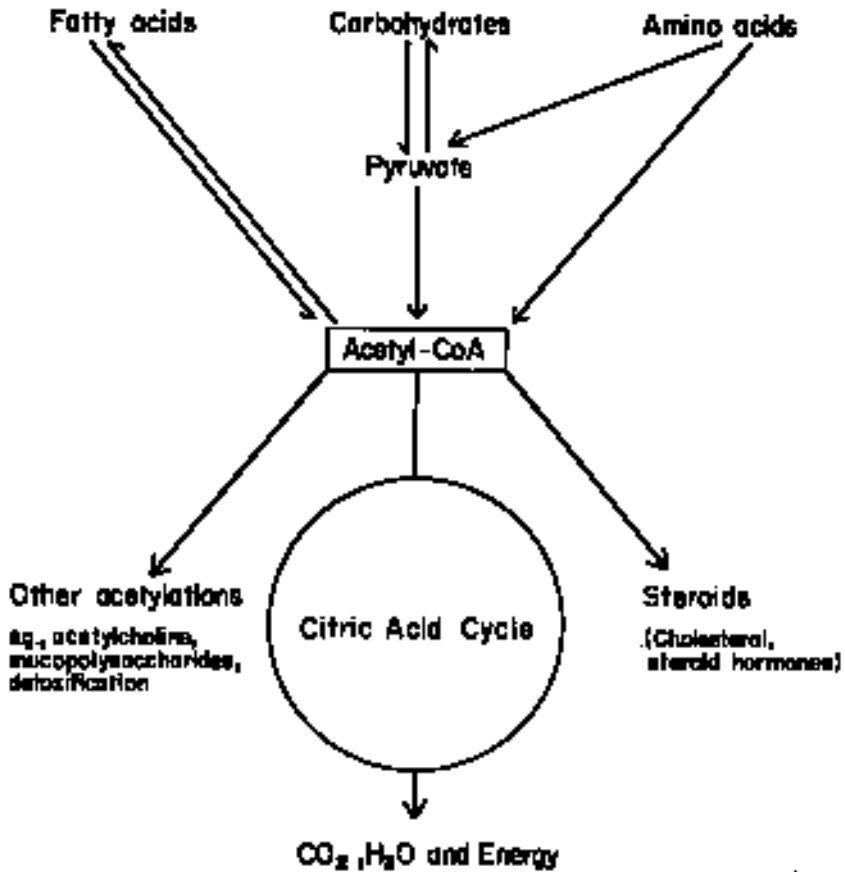 Fatty acids
Carbohydrates
Amino acids
Pyruvate
Acetyl-CoA
Other acetylations
eg., acetylcholine,
mucopolysaccharides,
detoxification
Citric Acid Cycle
Steroids
(Cholesterol,
steroid hormones)
CO₂ ,H₂O and Energy